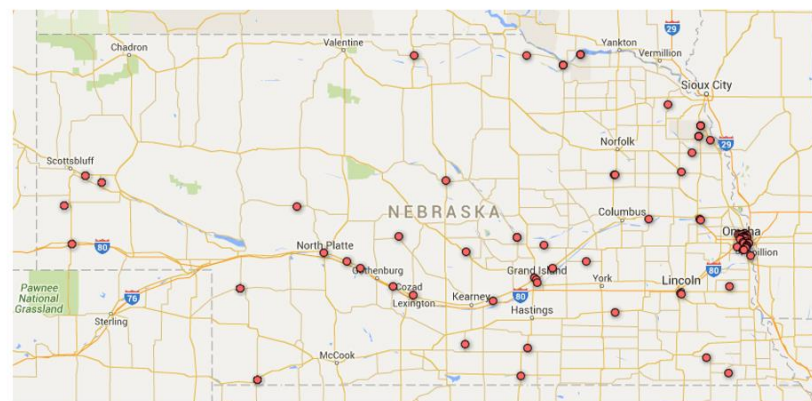 29
Yankton
Vermillion
Chadron
Valentine
Sioux City
Norfolk
29
Scottsbluff
NEBRASKA
Columbus
Omaha
80
North Platte
Gothenburg
Grand Island
80
Pawnee
National
Grassland
76
Cozad
Lexington
Kearney
80
York
Lincoln
Sterling
Hastings
McCook